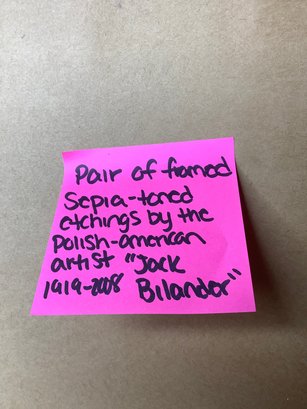 Pair of framed
Sepia-toned
etchings by the
Polish-American
artist "Jack
1919-2008 Bilander"